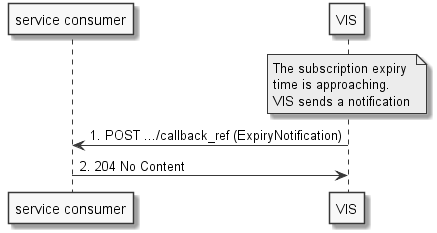 service consumer
VIS
The subscription expiry
time is approaching.
VIS sends a notification
1. POST .../callback_ref (ExpiryNotification)
2. 204 No Content
service consumer
VIS